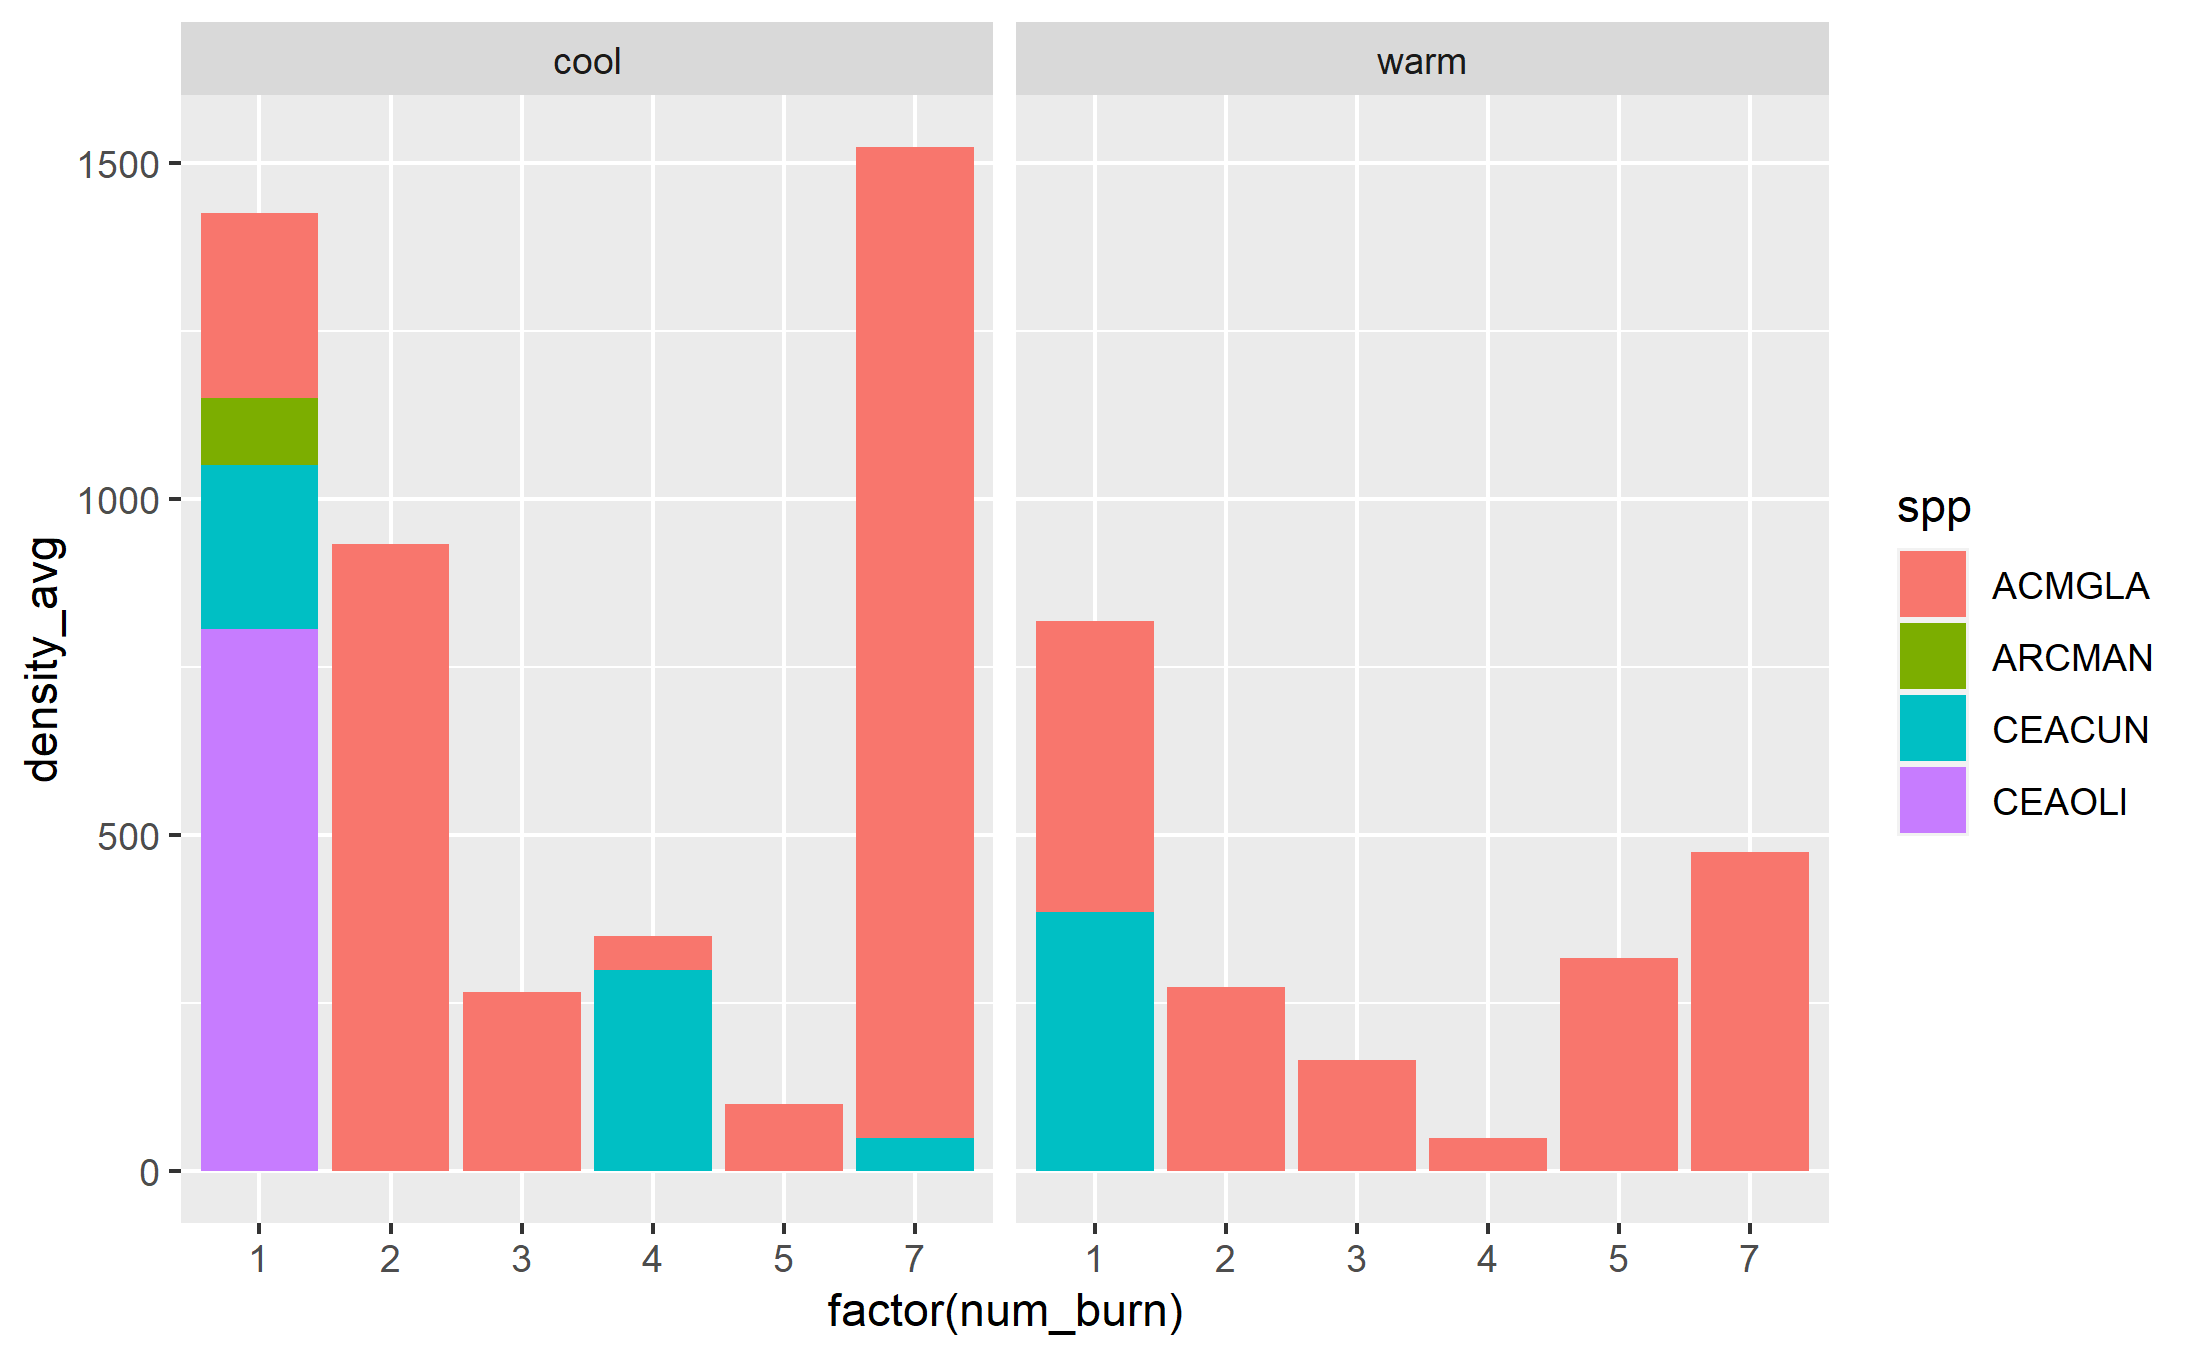 cool
warm
1500
1000
500
0
density_avg
1 2 3 4 5 7
1 2 3 4 5 7
factor(num_burn)
spp
ACMGLA
ARCMAN
CEACUN
CEAOLI